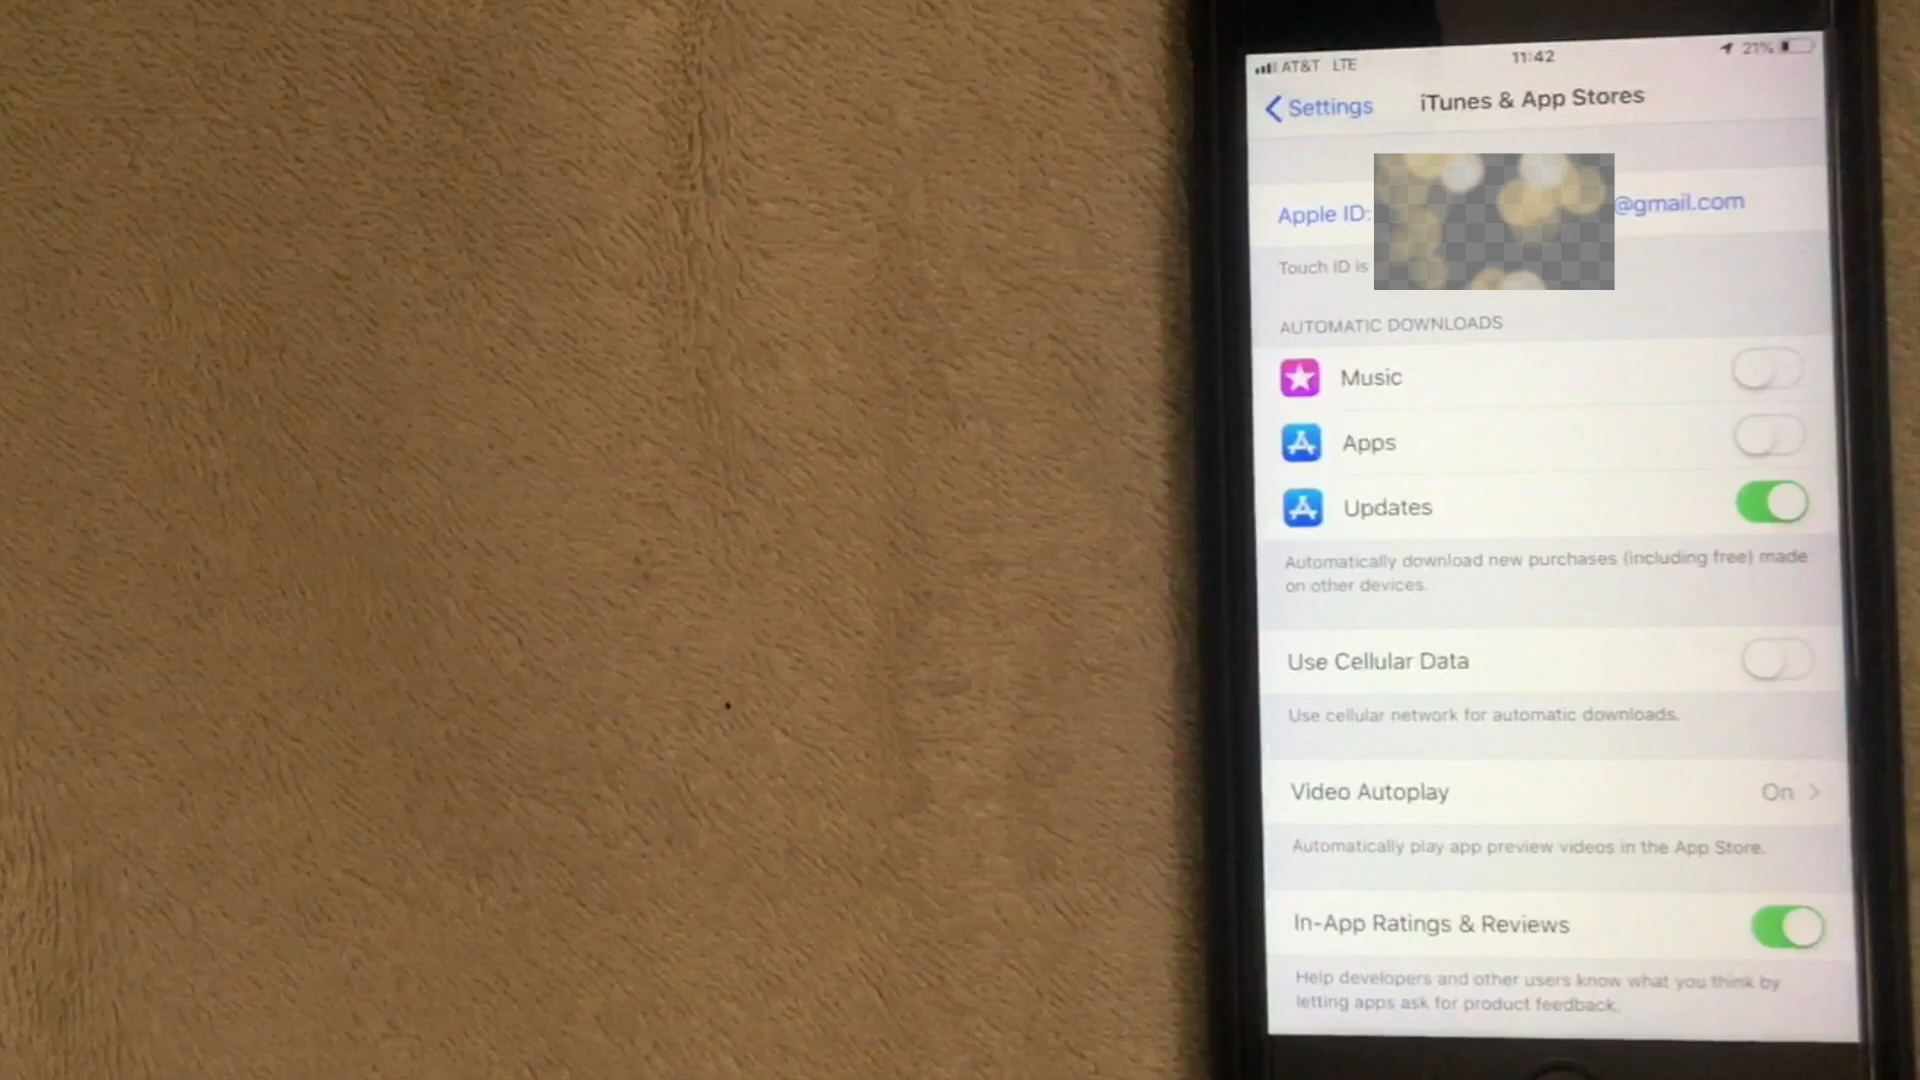 AT&T LTE 11:42 21%
Settings iTunes & App Stores
Apple ID: @gmail.com
Touch ID is
AUTOMATIC DOWNLOADS
Music
Apps
Updates
Automatically download new purchases (including free) made
on other devices.
Use Cellular Data
Use cellular network for automatic downloads.
Video Autoplay On
Automatically play app preview videos in the App Store.
In-App Ratings & Reviews
Help developers and other users know what you think by
letting apps ask for product feedback.